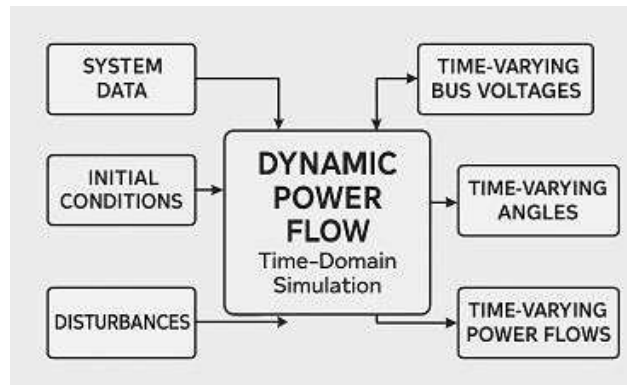 SYSTEM
DATA
INITIAL
CONDITIONS
DISTURBANCES
DYNAMIC
POWER
FLOW
Time-Domain
Simulation
TIME-VARYING
BUS VOLTAGES
TIME-VARYING
ANGLES
TIME-VARYING
POWER FLOWS